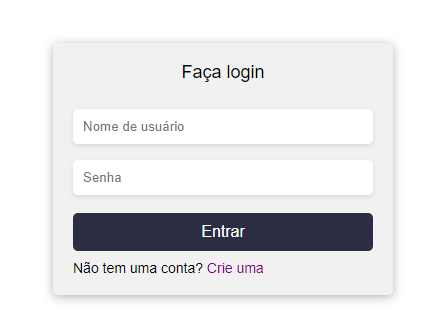 Faça login
Nome de usuário
Senha
Entrar
Não tem uma conta? Crie uma